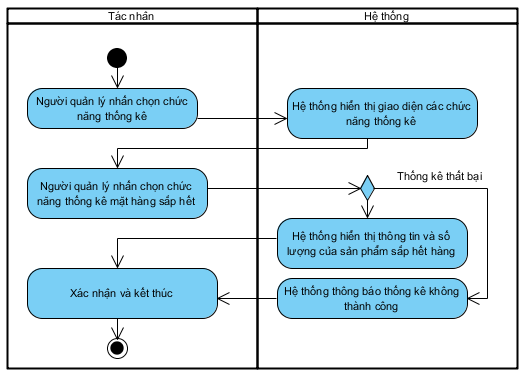 Tác nhân
Hệ thống
Người quản lý nhấn chọn chức
năng thống kê
Hệ thống hiển thị giao diện các chức
năng thống kê
Người quản lý nhấn chọn chức
năng thống kê mặt hàng sắp hết
Thống kê thất bại
Hệ thống hiển thị thông tin và số
lượng của sản phẩm sắp hết hàng
Xác nhận và kết thúc
Hệ thống thông báo thống kê không
thành công